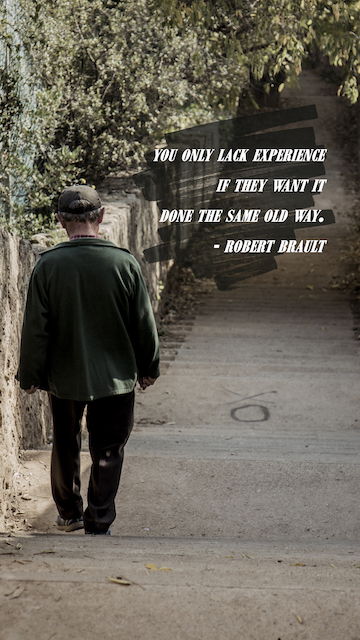 YOU ONLY LACK EXPERIENCE
IF THEY WANT IT
DONE THE SAME OLD WAY.
- ROBERT BRAULT